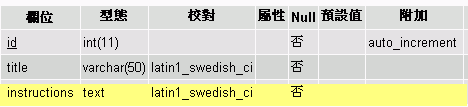 欄位 型態 校對 屬性 Null 預設值 附加
id int(11) 否 auto_increment
title varchar(50) latin1_swedish_ci 否
instructions text latin1_swedish_ci 否